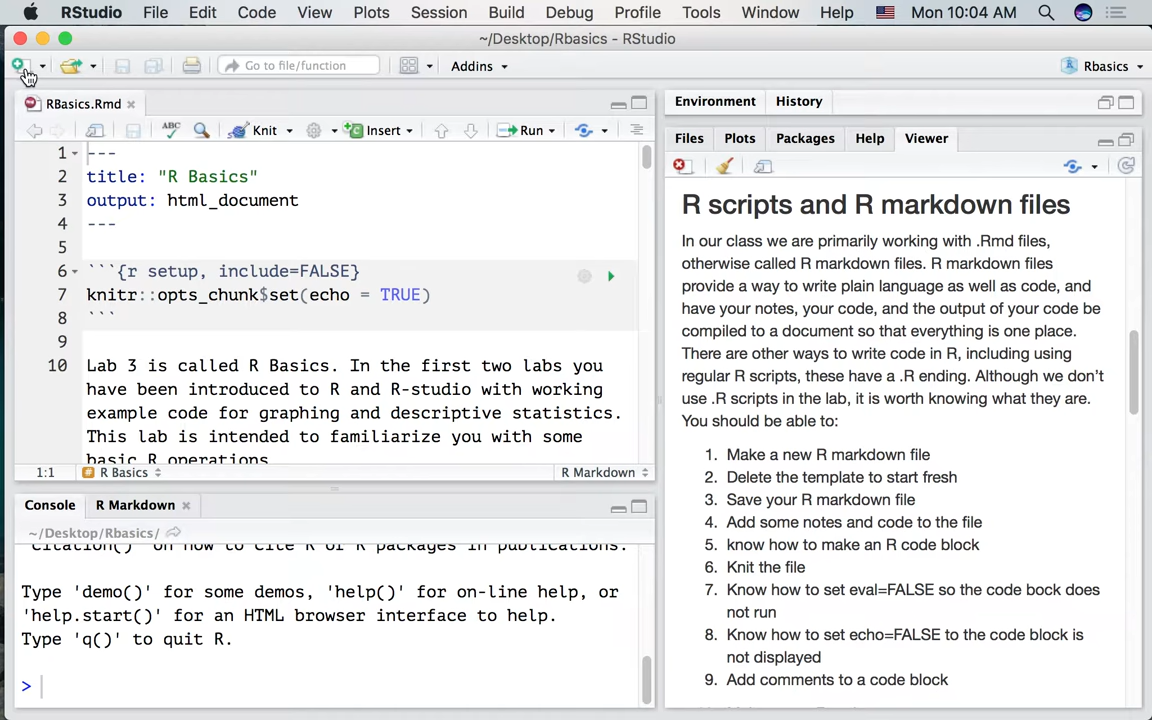 RStudio File Edit Code View Plots Session Build Debug Profile Tools Window Help Mon 10:04 AM
~/Desktop/Rbasics - RStudio
Go to file/function Addins Rbasics
RBasics.Rmd
ABC Knit Insert Run
1 ---
2 title: "R Basics"
3 output: html_document
4 ---
5
6 ```{r setup, include=FALSE}
7 knitr::opts_chunk$set(echo = TRUE)
8 ```
9
10 Lab 3 is called R Basics. In the first two labs you
have been introduced to R and R-studio with working
example code for graphing and descriptive statistics.
This lab is intended to familiarize you with some
basic R operations
1:1 R Basics R Markdown
Console R Markdown
~/Desktop/Rbasics/
'citation()' on how to cite R or R packages in publications.
Type 'demo()' for some demos, 'help()' for on-line help, or
'help.start()' for an HTML browser interface to help.
Type 'q()' to quit R.
>
Environment History
Files Plots Packages Help Viewer
R scripts and R markdown files
In our class we are primarily working with .Rmd files,
otherwise called R markdown files. R markdown files
provide a way to write plain language as well as code, and
have your notes, your code, and the output of your code be
compiled to a document so that everything is one place.
There are other ways to write code in R, including using
regular R scripts, these have a .R ending. Although we don't
use .R scripts in the lab, it is worth knowing what they are.
You should be able to:
1. Make a new R markdown file
2. Delete the template to start fresh
3. Save your R markdown file
4. Add some notes and code to the file
5. know how to make an R code block
6. Knit the file
7. Know how to set eval=FALSE so the code bock does
not run
8. Know how to set echo=FALSE to the code block is
not displayed
9. Add comments to a code block